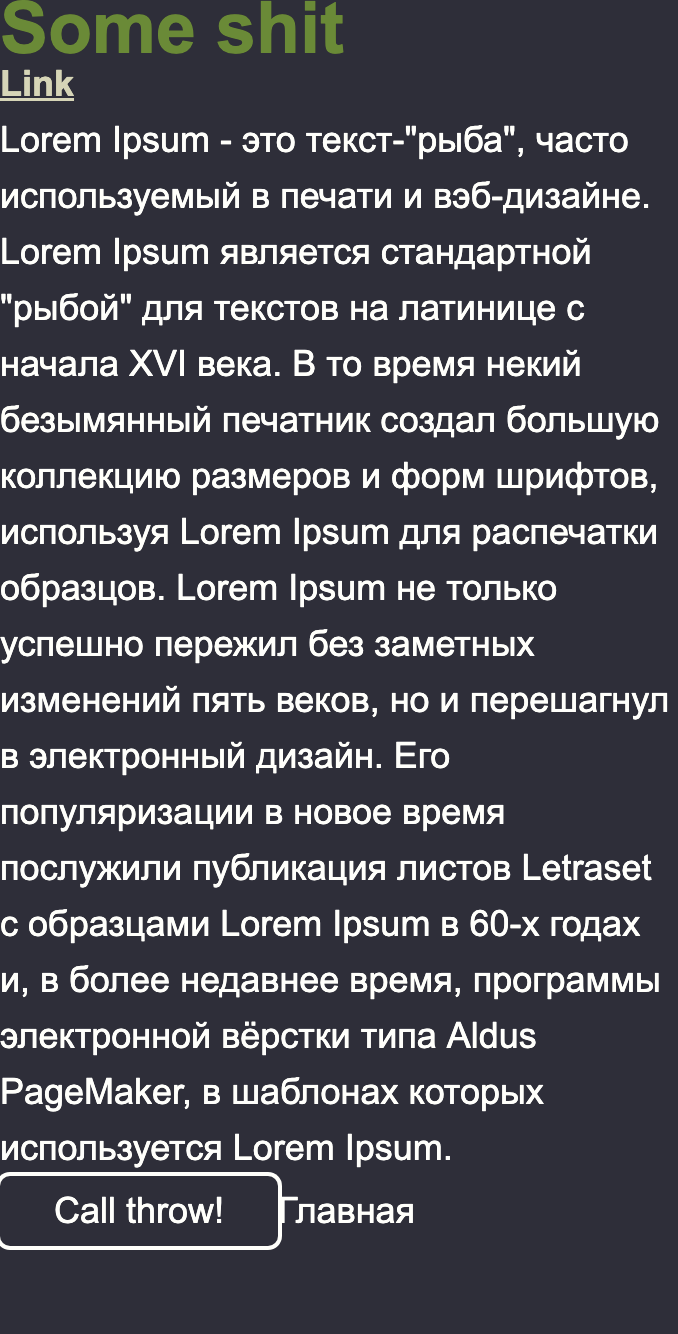 Some shit
Link
Lorem Ipsum - это текст-"рыба", часто
используемый в печати и вэб-дизайне.
Lorem Ipsum является стандартной
"рыбой" для текстов на латинице с
начала XVI века. В то время некий
безымянный печатник создал большую
коллекцию размеров и форм шрифтов,
используя Lorem Ipsum для распечатки
образцов. Lorem Ipsum не только
успешно пережил без заметных
изменений пять веков, но и перешагнул
в электронный дизайн. Его
популяризации в новое время
послужили публикация листов Letraset
с образцами Lorem Ipsum в 60-х годах
и, в более недавнее время, программы
электронной вёрстки типа Aldus
PageMaker, в шаблонах которых
используется Lorem Ipsum.
Call throw! Главная